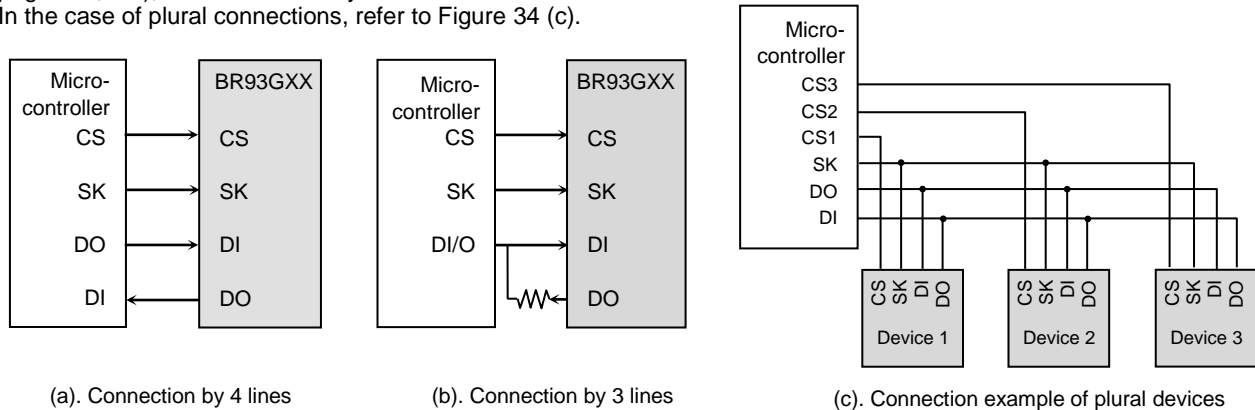 In the case of plural connections, refer to Figure 34 (c).
Micro-
controller
CS
SK
DO
DI
BR93GXX
CS
SK
DI
DO
(a). Connection by 4 lines
Micro-
controller
CS
SK
DI/O
BR93GXX
CS
SK
DI
DO
(b). Connection by 3 lines
Micro-
controller
CS3
CS2
CS1
SK
DO
DI
CS
SK
DI
DO
Device 1
CS
SK
DI
DO
Device 2
CS
SK
DI
DO
Device 3
(c). Connection example of plural devices